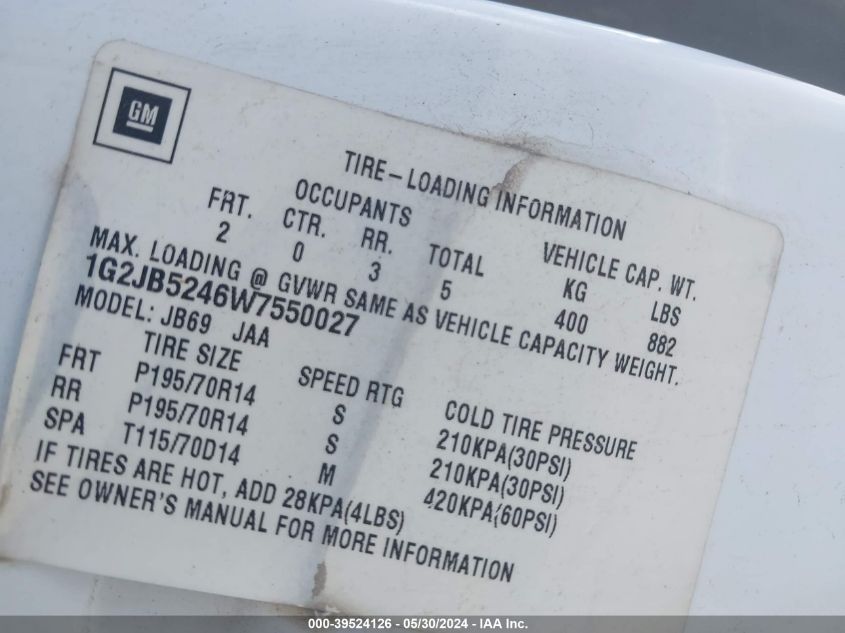 GM
TIRE-LOADING INFORMATION
OCCUPANTS VEHICLE CAP. WT.
FRT. CTR. RR. TOTAL KG LBS
2 0 3 5 400 882
MAX. LOADING @ GVWR SAME AS VEHICLE CAPACITY WEIGHT.
1G2JB5246W7550027
MODEL: JB69 JAA
TIRE SIZE SPEED RTG COLD TIRE PRESSURE
FRT P195/70R14 S 210KPA(30PSI)
RR P195/70R14 S 210KPA(30PSI)
SPA T115/70D14 M 420KPA(60PSI)
IF TIRES ARE HOT, ADD 28KPA(4LBS)
SEE OWNER'S MANUAL FOR MORE INFORMATION
000-39524126 - 05/30/2024 - IAA Inc.